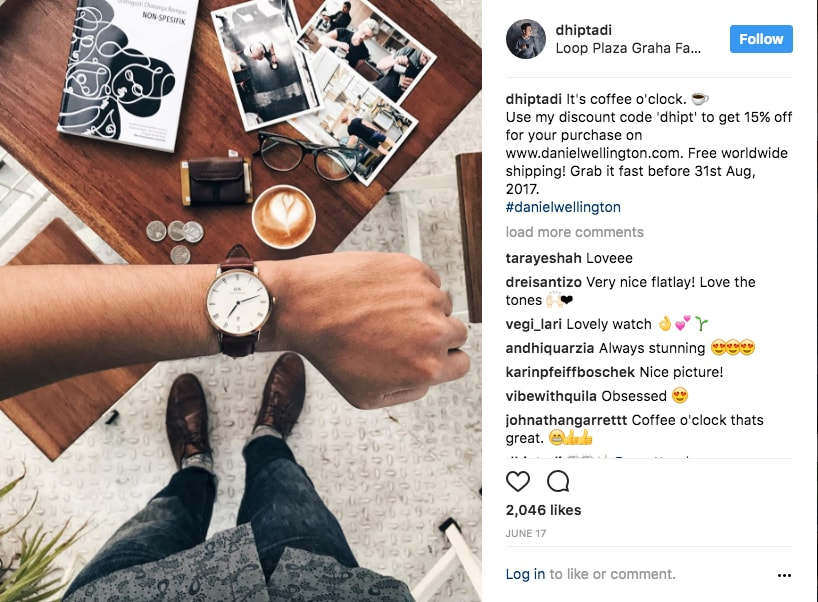 NON-SPESIFIK
DW
dhiptadi
Loop Plaza Graha Fa...
Follow
dhiptadi It's coffee o'clock. ☕
Use my discount code 'dhipt' to get 15% off
for your purchase on
www.danielwellington.com. Free worldwide
shipping! Grab it fast before 31st Aug,
2017.
#danielwellington
load more comments
tarayeshah Loveee
dreisantizo Very nice flatlay! Love the
tones 🙌🏻❤
vegi_lari Lovely watch 👌💕🌱
andhiquarzia Always stunning 😍😍😍
karinpfeiffboschek Nice picture!
vibewithquila Obsessed 😍
johnathangarrettt Coffee o'clock thats
great. 😁👍👍
2,046 likes
JUNE 17
Log in to like or comment.